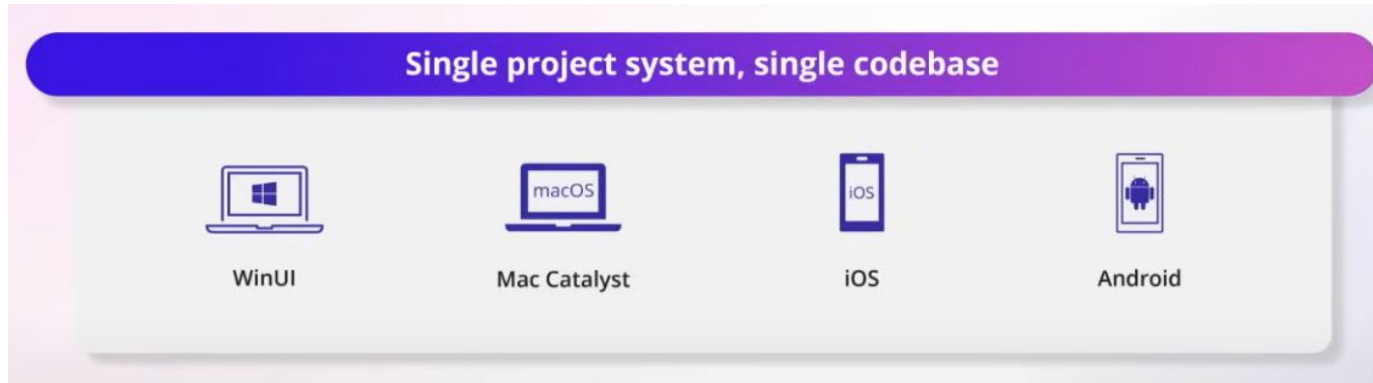 Single project system, single codebase
macOS
iOS
WinUI
Mac Catalyst
iOS
Android